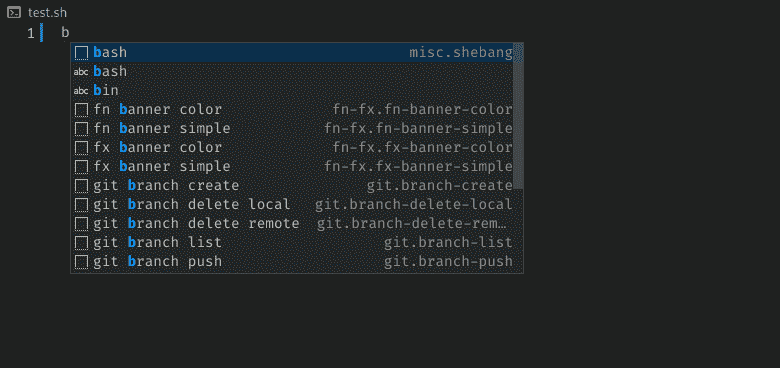 test.sh
1 b
bash misc.shebang
abc bash
abc bin
fn banner color fn-fx.fn-banner-color
fn banner simple fn-fx.fn-banner-simple
fx banner color fn-fx.fn-banner-color
fx banner simple fn-fx.fn-banner-simple
git branch create git.branch-create
git branch delete local git.branch-delete-local
git branch delete remote git.branch-delete-rem…
git branch list git.branch-list
git branch push git.branch-push